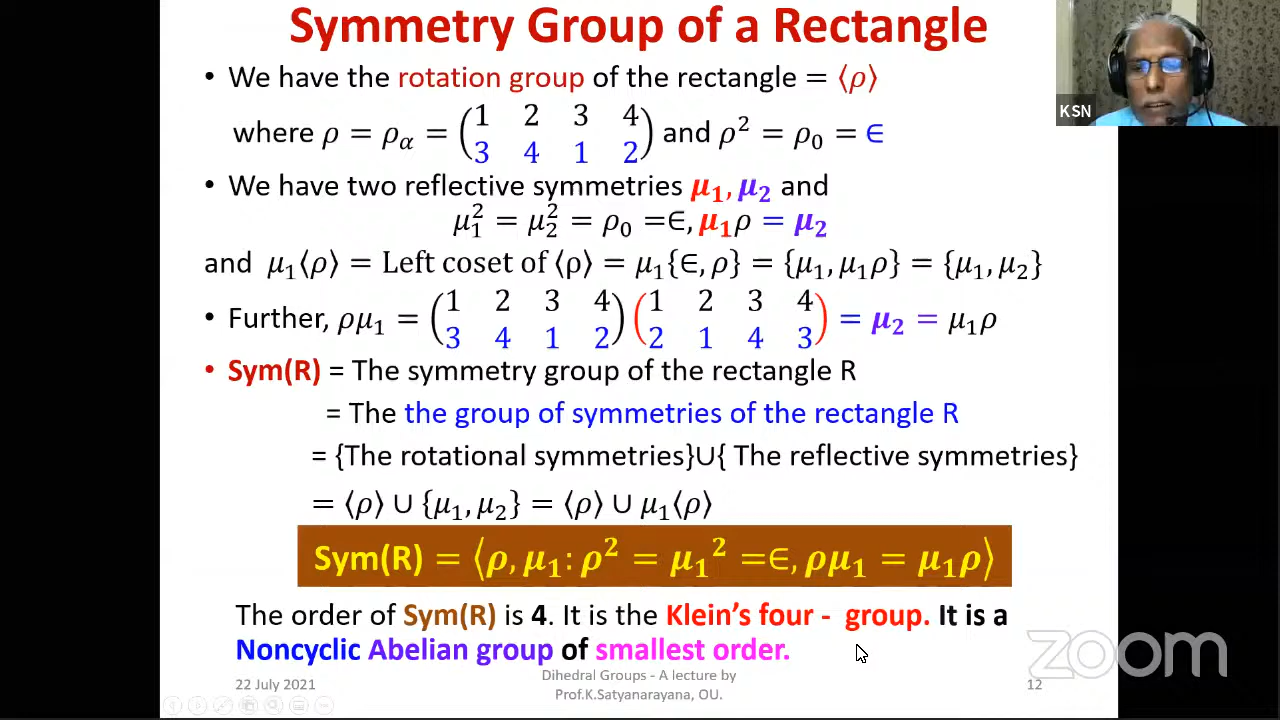 Symmetry Group of a Rectangle
• We have the rotation group of the rectangle = ⟨ρ⟩
where ρ = ρ_α = (1 2 3 4 / 3 4 1 2) and ρ² = ρ₀ = ∈
• We have two reflective symmetries μ₁, μ₂ and
μ₁² = μ₂² = ρ₀ =∈, μ₁ρ = μ₂
and μ₁⟨ρ⟩ = Left coset of ⟨ρ⟩ = μ₁{∈, ρ} = {μ₁, μ₁ρ} = {μ₁, μ₂}
• Further, ρμ₁ = (1 2 3 4 / 3 4 1 2)(1 2 3 4 / 2 1 4 3) = μ₂ = μ₁ρ
• Sym(R) = The symmetry group of the rectangle R
= The the group of symmetries of the rectangle R
= {The rotational symmetries}∪{ The reflective symmetries}
= ⟨ρ⟩ ∪ {μ₁, μ₂} = ⟨ρ⟩ ∪ μ₁⟨ρ⟩
Sym(R) = ⟨ρ, μ₁: ρ² = μ₁² =∈, ρμ₁ = μ₁ρ⟩
The order of Sym(R) is 4. It is the Klein's four - group. It is a
Noncyclic Abelian group of smallest order.
22 July 2021
Dihedral Groups - A lecture by
Prof.K.Satyanarayana, OU.
12
KSN
zoom